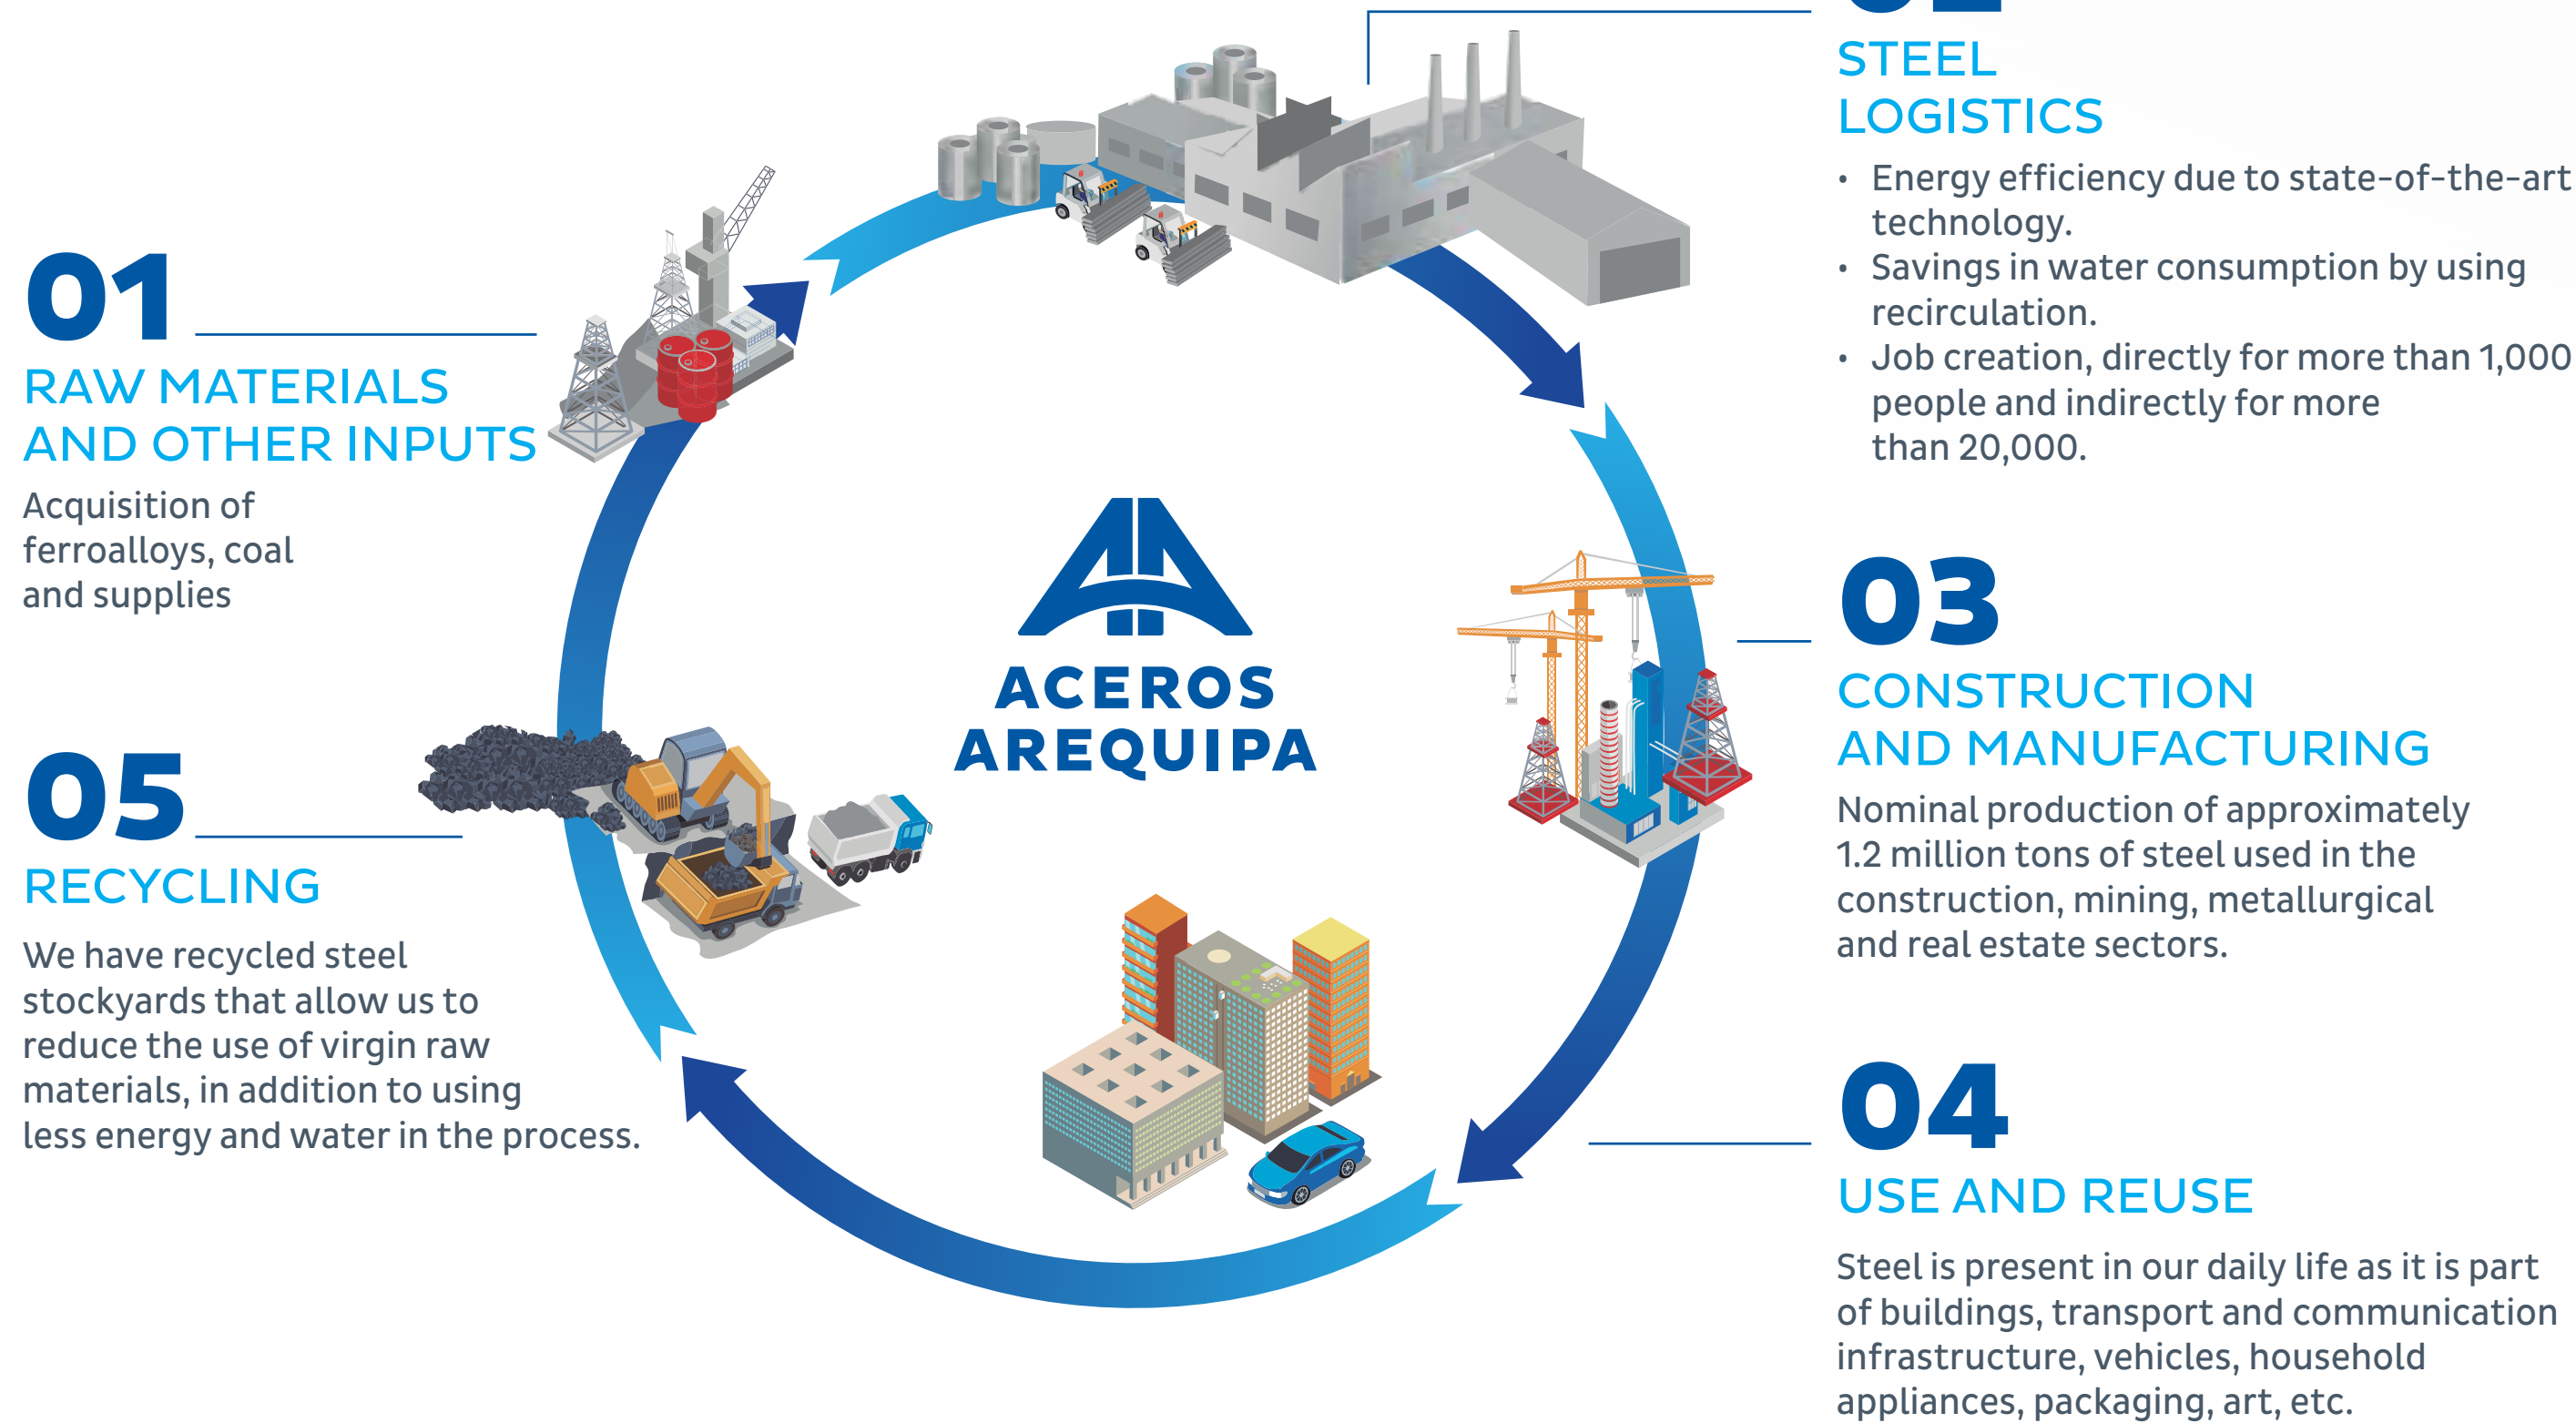 01
RAW MATERIALS
AND OTHER INPUTS
Acquisition of
ferroalloys, coal
and supplies
STEEL
LOGISTICS
• Energy efficiency due to state-of-the-art
technology.
• Savings in water consumption by using
recirculation.
• Job creation, directly for more than 1,000
people and indirectly for more
than 20,000.
03
CONSTRUCTION
AND MANUFACTURING
Nominal production of approximately
1.2 million tons of steel used in the
construction, mining, metallurgical
and real estate sectors.
04
USE AND REUSE
Steel is present in our daily life as it is part
of buildings, transport and communication
infrastructure, vehicles, household
appliances, packaging, art, etc.
05
RECYCLING
We have recycled steel
stockyards that allow us to
reduce the use of virgin raw
materials, in addition to using
less energy and water in the process.
ACEROS
AREQUIPA